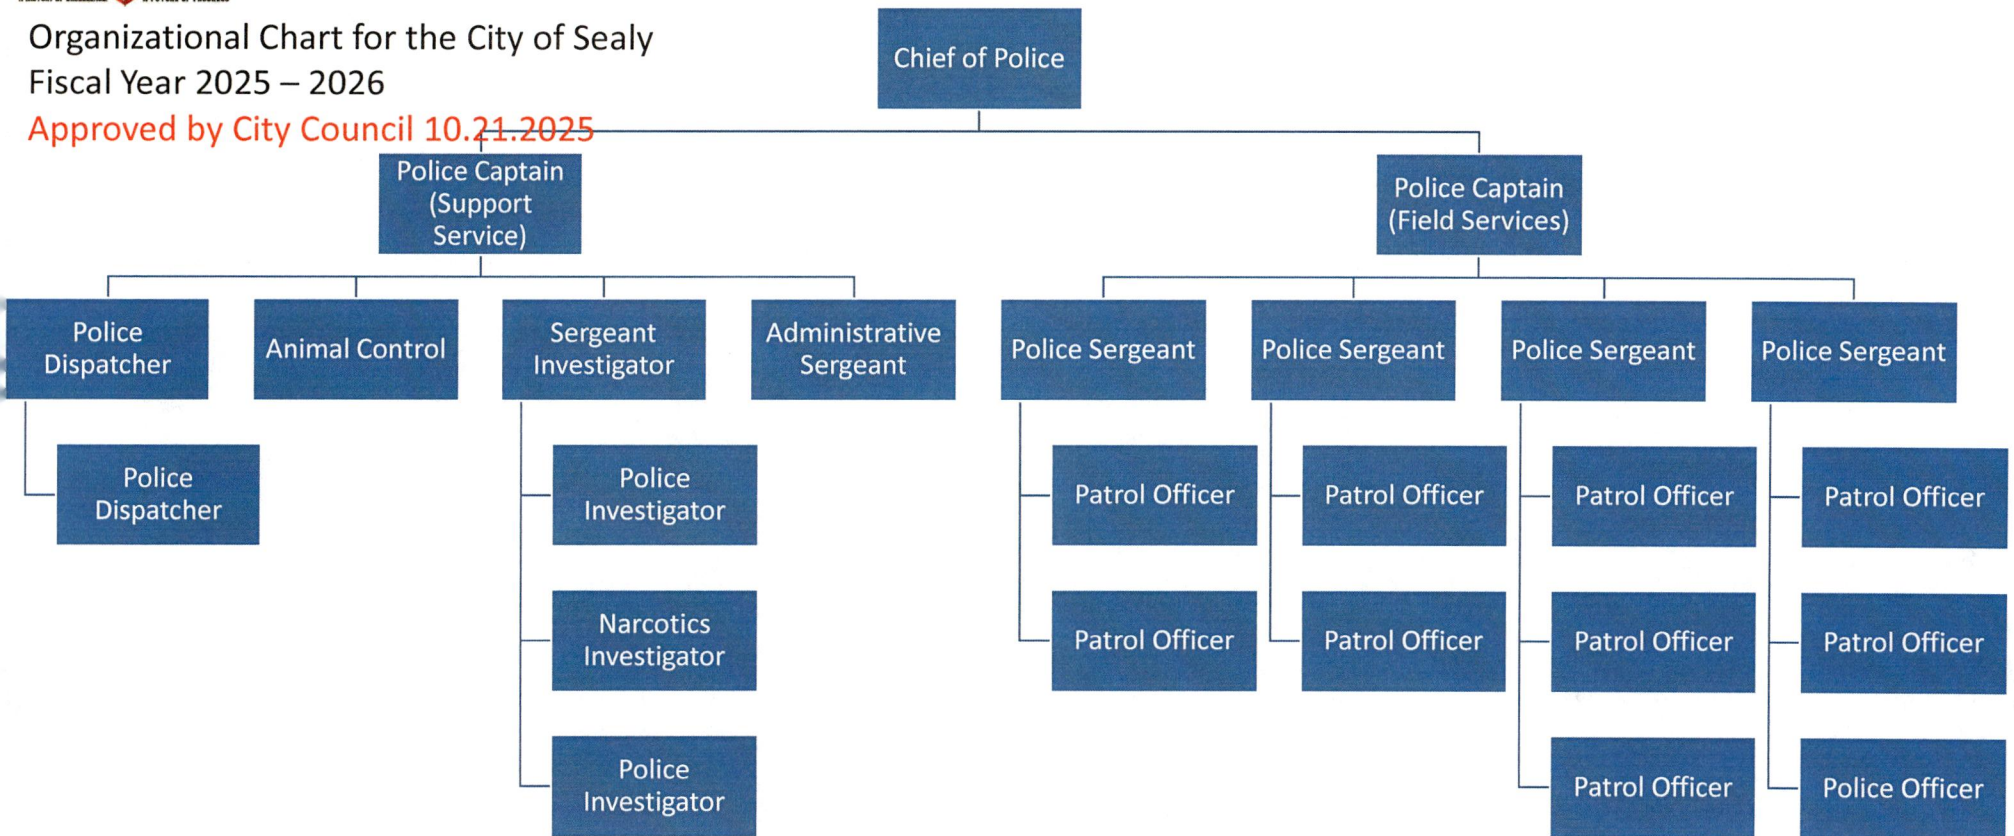 Organizational Chart for the City of Sealy
Fiscal Year 2025 – 2026
Approved by City Council 10.21.2025
Chief of Police
Police Captain
(Support
Service)
Police Captain
(Field Services)
Police
Dispatcher
Animal Control
Sergeant
Investigator
Administrative
Sergeant
Police Sergeant
Police Sergeant
Police Sergeant
Police Sergeant
Police
Dispatcher
Police
Investigator
Patrol Officer
Patrol Officer
Patrol Officer
Patrol Officer
Narcotics
Investigator
Patrol Officer
Patrol Officer
Patrol Officer
Patrol Officer
Police
Investigator
Patrol Officer
Police Officer